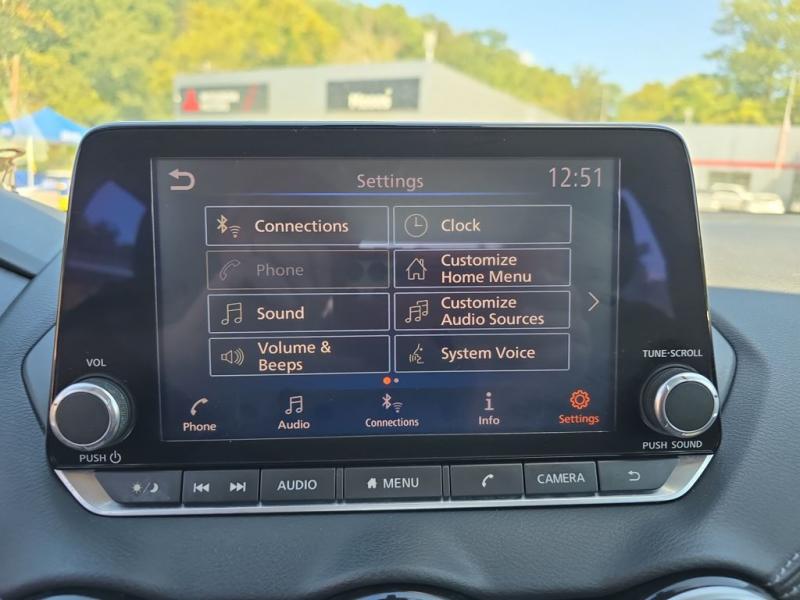 Settings
12:51
Connections
Clock
Phone
Customize
Home Menu
Sound
Customize
Audio Sources
Volume &
Beeps
System Voice
Phone
Audio
Connections
Info
Settings
VOL
PUSH
TUNE·SCROLL
PUSH SOUND
AUDIO
MENU
CAMERA